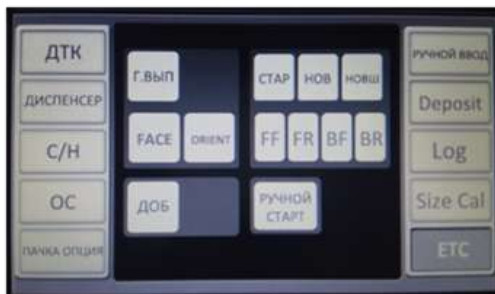 ДТК
ДИСПЕНСЕР
С/Н
ОС
ПАЧКА ОПЦИЯ
Г.ВЫП
СТАР НОВ НОВШ
FACE ORIENT FF FR BF BR
ДОБ РУЧНОЙ
СТАРТ
РУЧНОЙ ВВОД
Deposit
Log
Size Cal
ETC